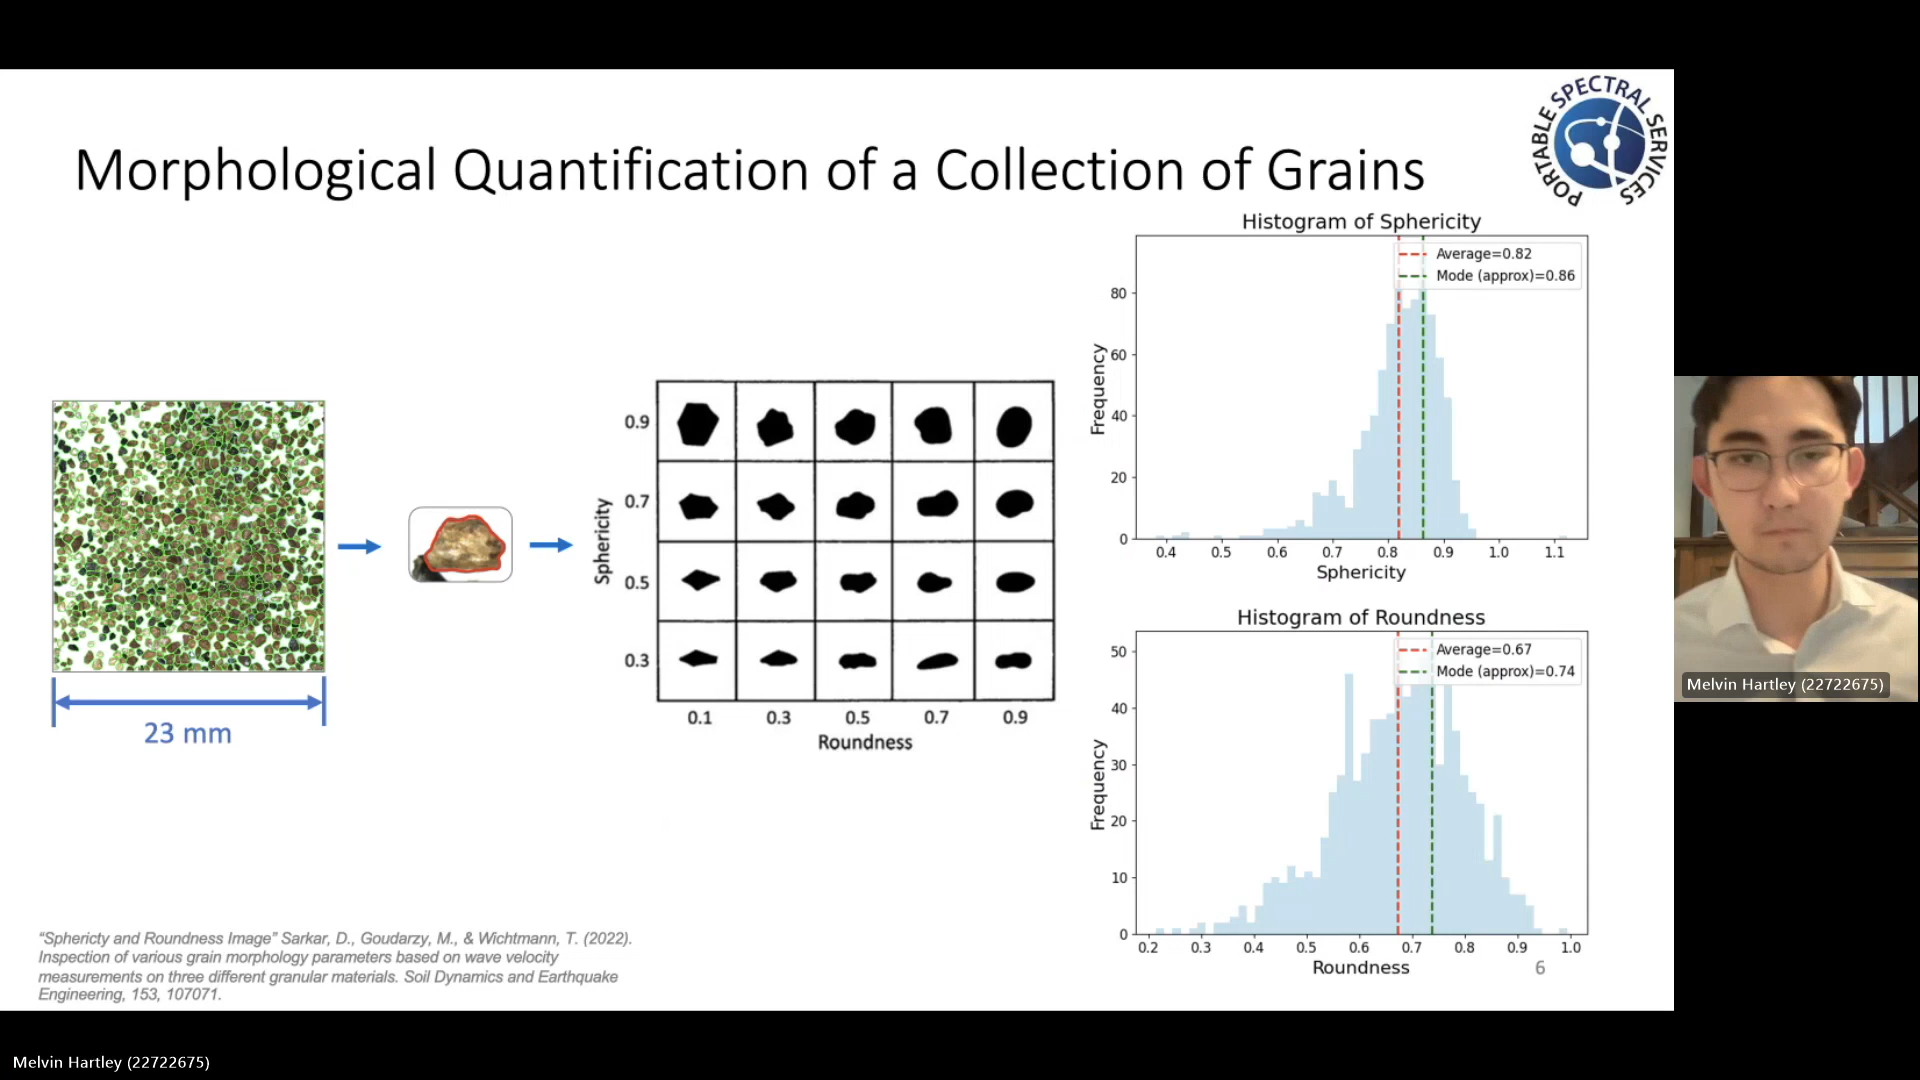 PORTABLE SPECTRAL SERVICES
Morphological Quantification of a Collection of Grains
23 mm
Sphericity
0.9
0.7
0.5
0.3
0.1 0.3 0.5 0.7 0.9
Roundness
Histogram of Sphericity
Average=0.82
Mode (approx)=0.86
Frequency
80
60
40
20
0
0.4 0.5 0.6 0.7 0.8 0.9 1.0 1.1
Sphericity
Histogram of Roundness
Average=0.67
Mode (approx)=0.74
Frequency
50
40
30
20
10
0
0.2 0.3 0.4 0.5 0.6 0.7 0.8 0.9 1.0
Roundness
"Sphericty and Roundness Image" Sarkar, D., Goudarzy, M., & Wichtmann, T. (2022).
Inspection of various grain morphology parameters based on wave velocity
measurements on three different granular materials. Soil Dynamics and Earthquake
Engineering, 153, 107071.
6
Melvin Hartley (22722675)
Melvin Hartley (22722675)